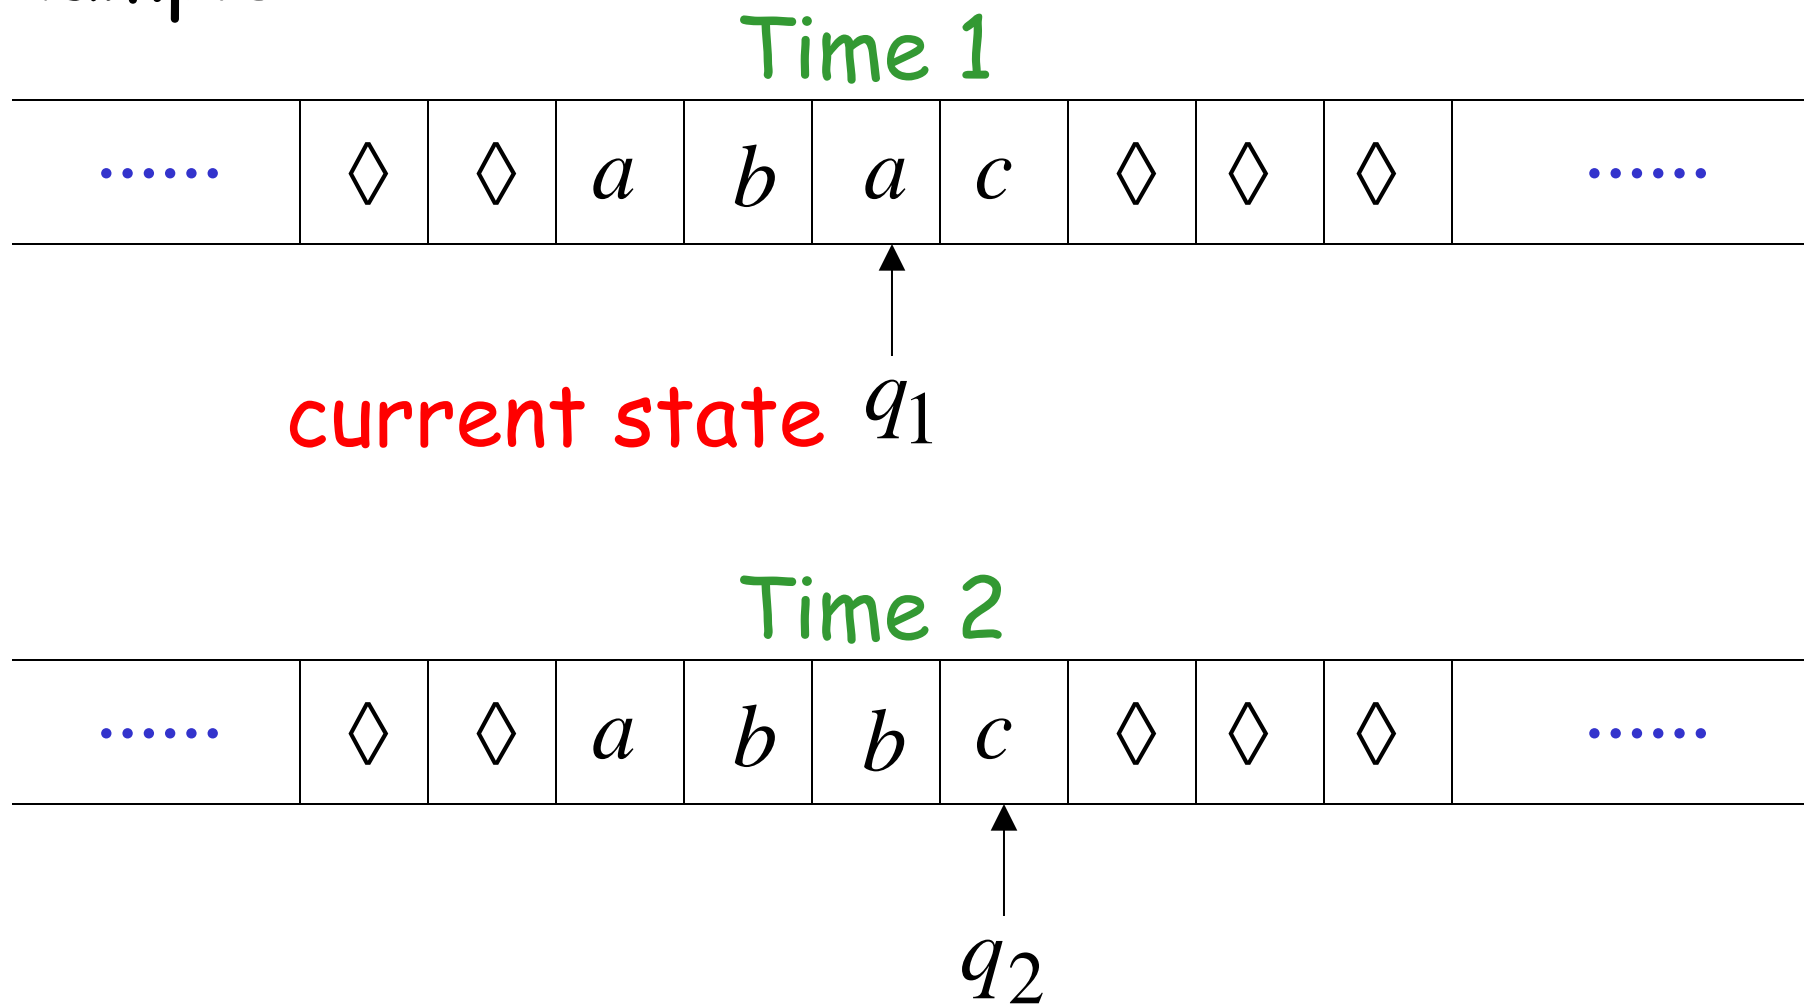 Time 1
...... ◊ ◊ a b a c ◊ ◊ ◊ ......
current state q1
Time 2
...... ◊ ◊ a b b c ◊ ◊ ◊ ......
q2